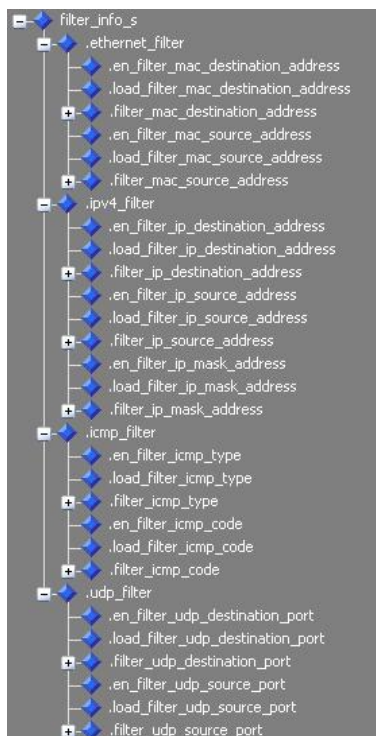 filter_info_s
.ethernet_filter
.en_filter_mac_destination_address
.load_filter_mac_destination_address
.filter_mac_destination_address
.en_filter_mac_source_address
.load_filter_mac_source_address
.filter_mac_source_address
.ipv4_filter
.en_filter_ip_destination_address
.load_filter_ip_destination_address
.filter_ip_destination_address
.en_filter_ip_source_address
.load_filter_ip_source_address
.filter_ip_source_address
.en_filter_ip_mask_address
.load_filter_ip_mask_address
.filter_ip_mask_address
.icmp_filter
.en_filter_icmp_type
.load_filter_icmp_type
.filter_icmp_type
.en_filter_icmp_code
.load_filter_icmp_code
.filter_icmp_code
.udp_filter
.en_filter_udp_destination_port
.load_filter_udp_destination_port
.filter_udp_destination_port
.en_filter_udp_source_port
.load_filter_udp_source_port
.filter_udp_source_port